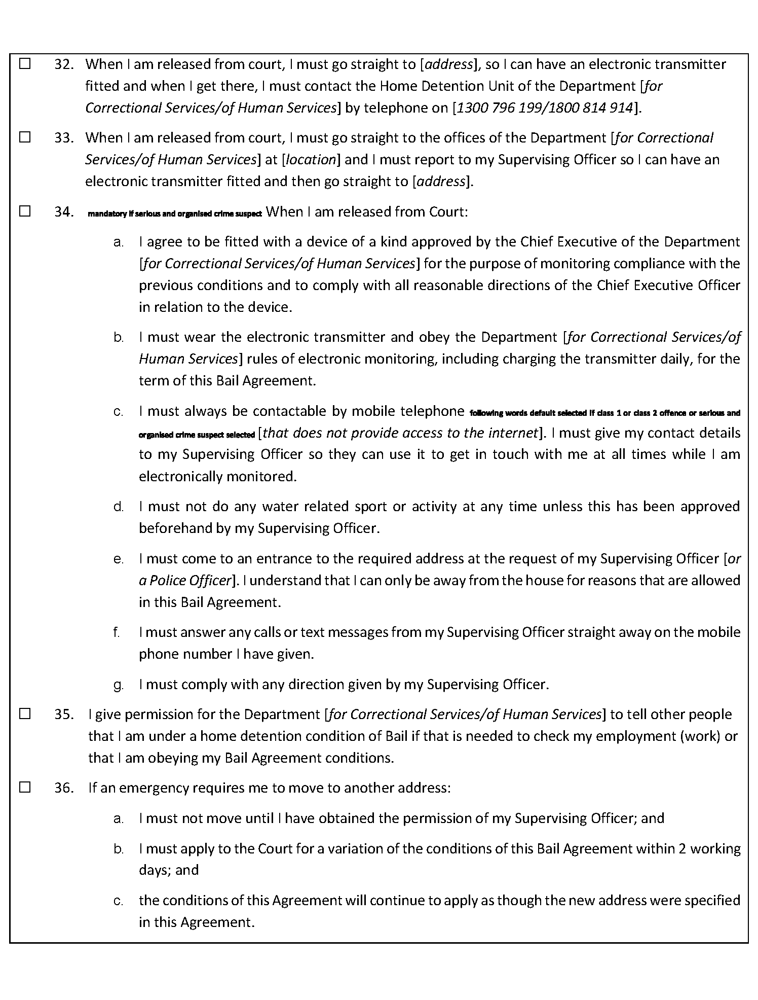 ☐ 32. When I am released from court, I must go straight to [address], so I can have an electronic transmitter
fitted and when I get there, I must contact the Home Detention Unit of the Department [for
Correctional Services/of Human Services] by telephone on [1300 796 199/1800 814 914].
☐ 33. When I am released from court, I must go straight to the offices of the Department [for Correctional
Services/of Human Services] at [location] and I must report to my Supervising Officer so I can have an
electronic transmitter fitted and then go straight to [address].
☐ 34. mandatory if serious and organised crime suspect When I am released from Court:
a. I agree to be fitted with a device of a kind approved by the Chief Executive of the Department
[for Correctional Services/of Human Services] for the purpose of monitoring compliance with the
previous conditions and to comply with all reasonable directions of the Chief Executive Officer
in relation to the device.
b. I must wear the electronic transmitter and obey the Department [for Correctional Services/of
Human Services] rules of electronic monitoring, including charging the transmitter daily, for the
term of this Bail Agreement.
c. I must always be contactable by mobile telephone following words default selected if class 1 or class 2 offence or serious and
organised crime suspect selected [that does not provide access to the internet]. I must give my contact details
to my Supervising Officer so they can use it to get in touch with me at all times while I am
electronically monitored.
d. I must not do any water related sport or activity at any time unless this has been approved
beforehand by my Supervising Officer.
e. I must come to an entrance to the required address at the request of my Supervising Officer [or
a Police Officer]. I understand that I can only be away from the house for reasons that are allowed
in this Bail Agreement.
f. I must answer any calls or text messages from my Supervising Officer straight away on the mobile
phone number I have given.
g. I must comply with any direction given by my Supervising Officer.
☐ 35. I give permission for the Department [for Correctional Services/of Human Services] to tell other people
that I am under a home detention condition of Bail if that is needed to check my employment (work) or
that I am obeying my Bail Agreement conditions.
☐ 36. If an emergency requires me to move to another address:
a. I must not move until I have obtained the permission of my Supervising Officer; and
b. I must apply to the Court for a variation of the conditions of this Bail Agreement within 2 working
days; and
c. the conditions of this Agreement will continue to apply as though the new address were specified
in this Agreement.